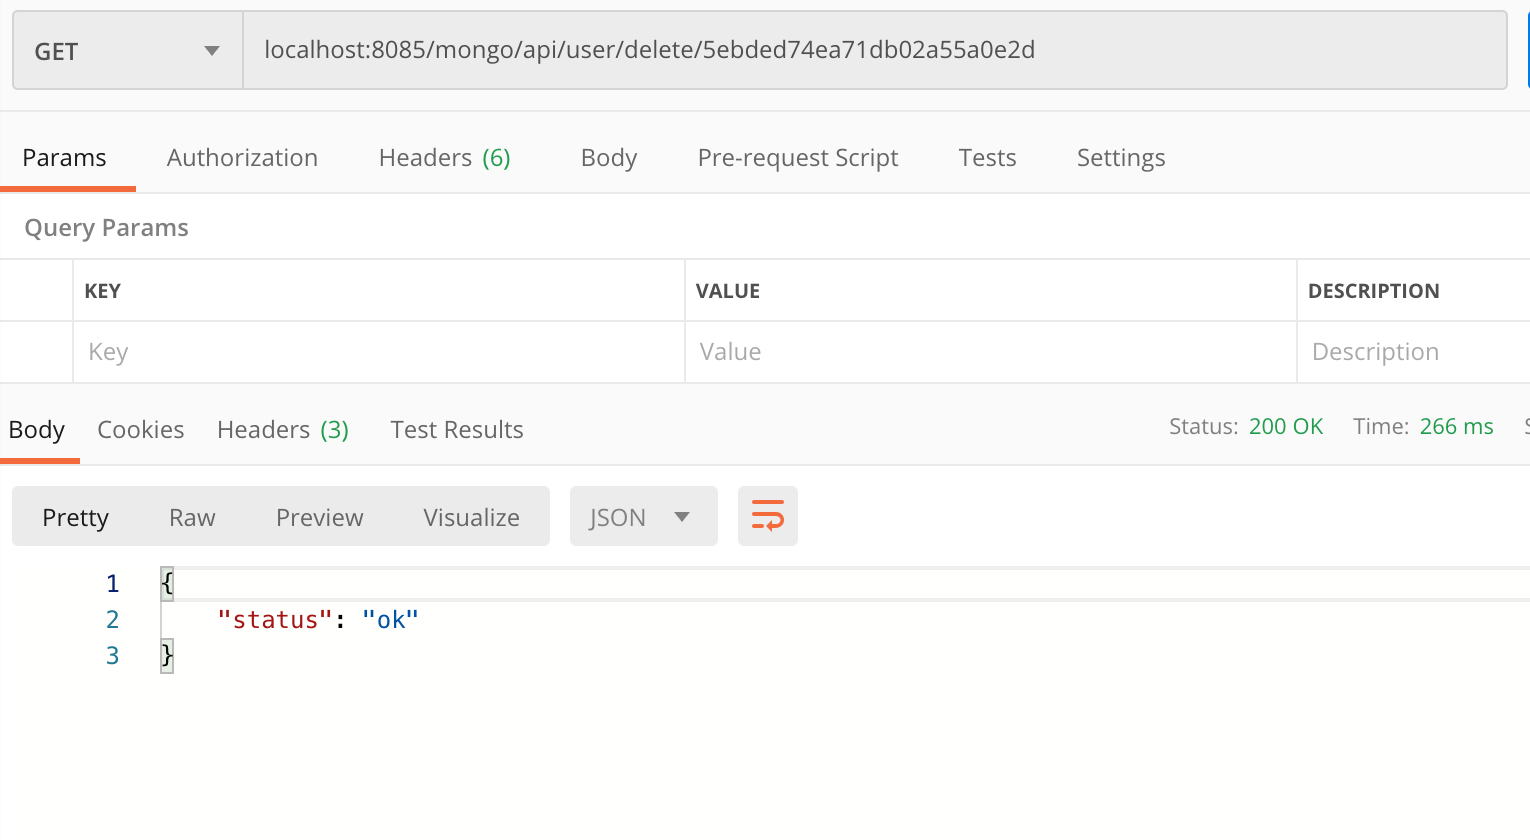 GET localhost:8085/mongo/api/user/delete/5ebded74ea71db02a55a0e2d
Params Authorization Headers (6) Body Pre-request Script Tests Settings
Query Params
KEY VALUE DESCRIPTION
Key Value Description
Body Cookies Headers (3) Test Results Status: 200 OK Time: 266 ms
Pretty Raw Preview Visualize JSON
1 {
2 "status": "ok"
3 }